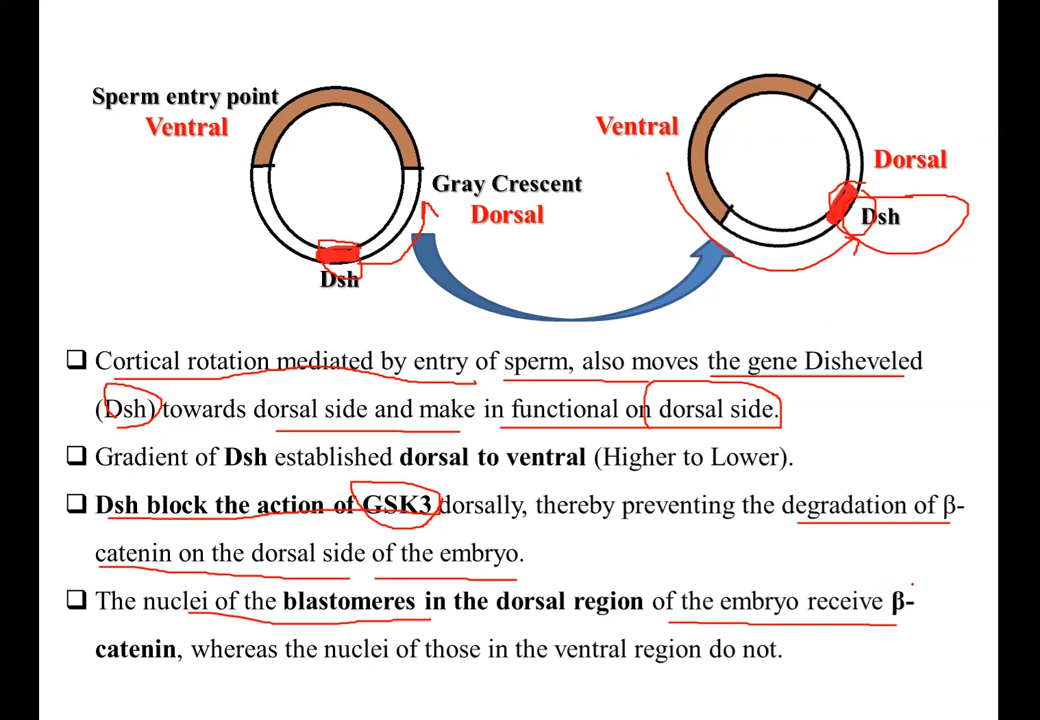 Sperm entry point
Ventral
Gray Crescent
Dorsal
Dsh
Ventral
Dorsal
Dsh
❑ Cortical rotation mediated by entry of sperm, also moves the gene Disheveled
(Dsh) towards dorsal side and make in functional on dorsal side.
❑ Gradient of Dsh established dorsal to ventral (Higher to Lower).
❑ Dsh block the action of GSK3 dorsally, thereby preventing the degradation of β-
catenin on the dorsal side of the embryo.
❑ The nuclei of the blastomeres in the dorsal region of the embryo receive β-
catenin, whereas the nuclei of those in the ventral region do not.